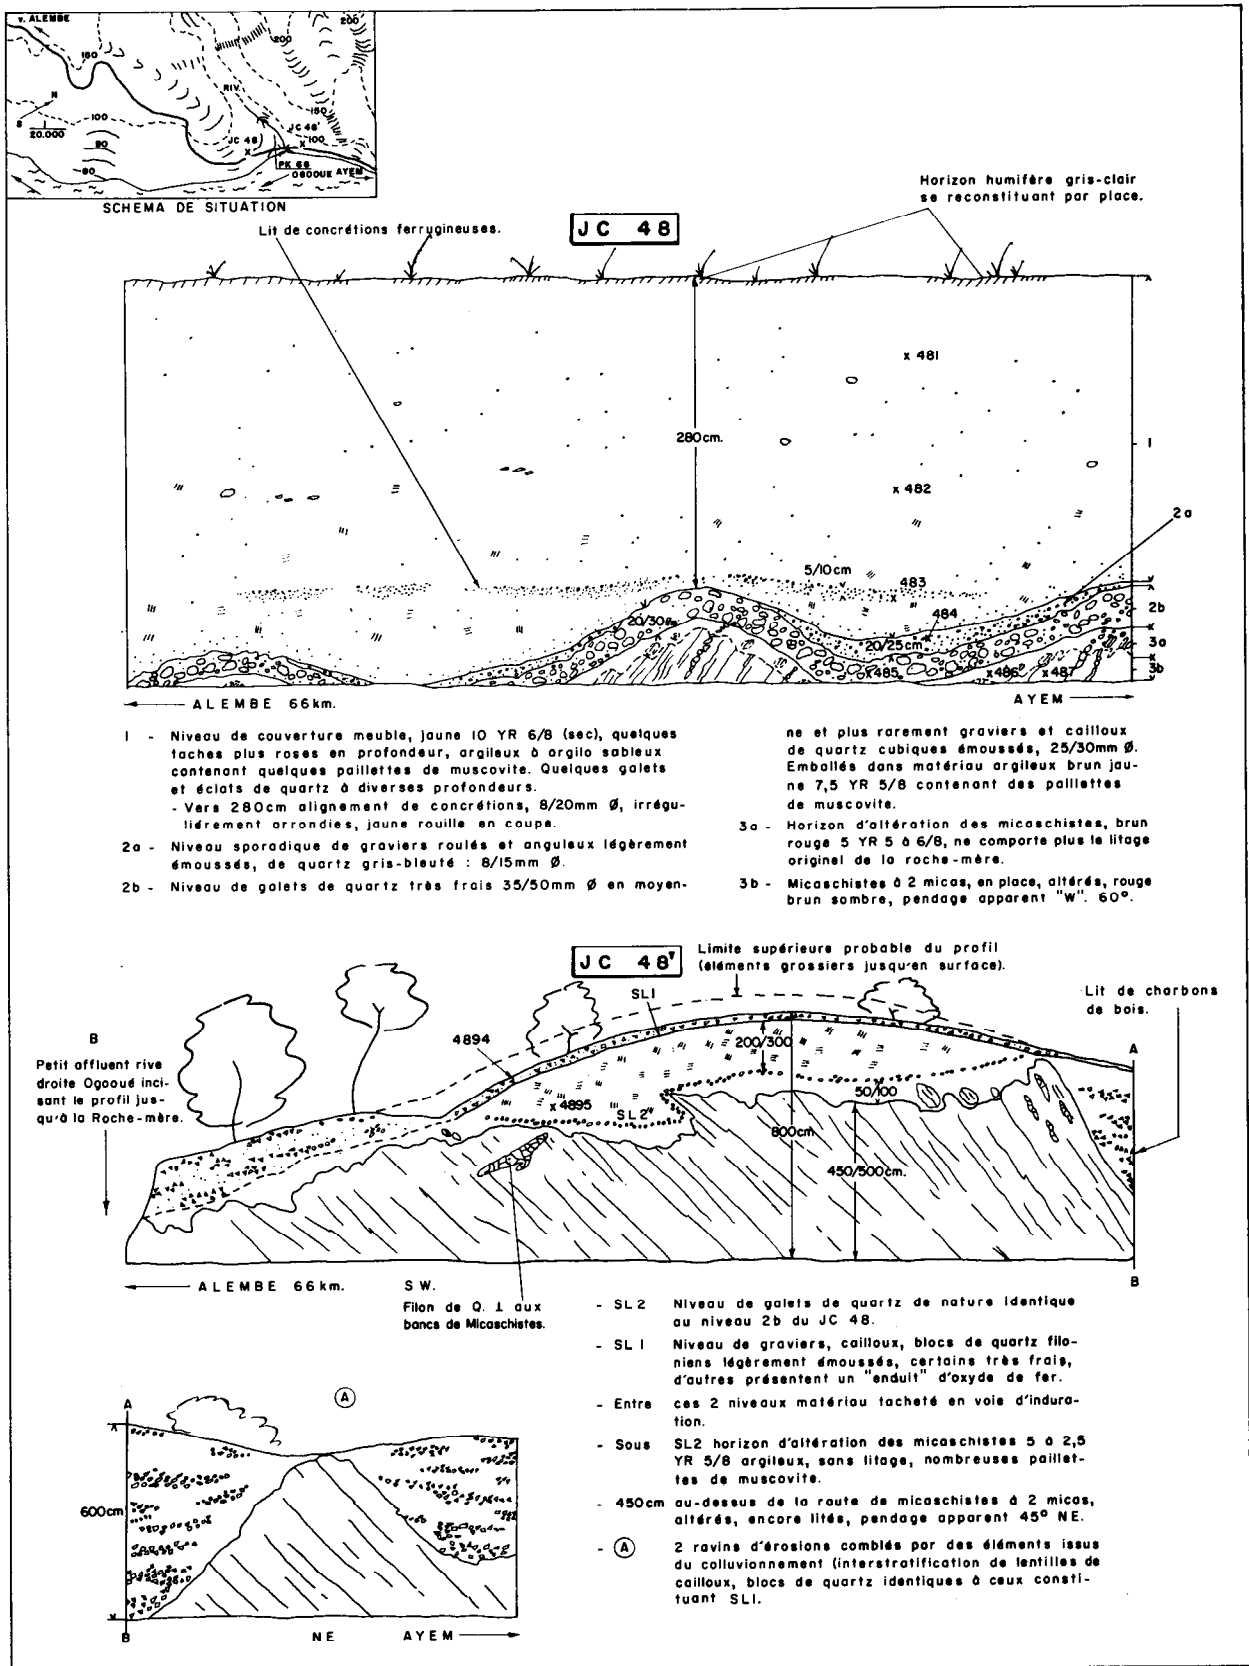 v. ALEMBE
200
200
150
RIV.
N
S
100
150
JC 48'
20.000
90
JC 48
100
PK 66
80
OGOOUE AYEM
SCHEMA DE SITUATION
Horizon humifère gris-clair
se reconstituant par place.
Lit de concrétions ferrugineuses.
JC 48
x 481
280cm.
1
x 482
2a
5/10cm
483
x
2b
20/30
484
20/25cm
3a
x485
x486
x487
3b
ALEMBE 66km.
AYEM
1 - Niveau de couverture meuble, jaune 10 YR 6/8 (sec), quelques
taches plus roses en profondeur, argileux à argilo sableux
contenant quelques paillettes de muscovite. Quelques galets
et éclats de quartz à diverses profondeurs.
- Vers 280cm alignement de concrétions, 8/20mm Ø, irrégu-
lièrement arrondies, jaune rouille en coupe.
2a - Niveau sporadique de graviers roulés et anguleux légèrement
émoussés, de quartz gris-bleuté : 8/15mm Ø.
2b - Niveau de galets de quartz très frais 35/50mm Ø en moyen-
ne et plus rarement graviers et cailloux
de quartz cubiques émoussés, 25/30mm Ø.
Emballés dans matériau argileux brun jau-
ne 7,5 YR 5/8 contenant des paillettes
de muscovite.
3a - Horizon d'altération des micaschistes, brun
rouge 5 YR 5 à 6/8, ne comporte plus le litage
originel de la roche-mère.
3b - Micaschistes à 2 micas, en place, altérés, rouge
brun sombre, pendage apparent "W". 60°.
JC 48'
Limite supérieure probable du profil
(éléments grossiers jusqu'en surface).
SL1
Lit de charbons
de bois.
B
4894
200/300
A
Petit affluent rive
droite Ogooué inci-
sant le profil jus-
qu'à la Roche-mère.
50/100
x 4895
SL2
800cm
450/500cm.
ALEMBE 66km.
SW.
B
Filon de Q. ⊥ aux
bancs de Micaschistes.
- SL2 Niveau de galets de quartz de nature identique
au niveau 2b du JC 48.
- SL1 Niveau de graviers, cailloux, blocs de quartz filo-
niens légèrement émoussés, certains très frais,
d'autres présentent un "enduit" d'oxyde de fer.
- Entre ces 2 niveaux matériau tacheté en voie d'indura-
tion.
- Sous SL2 horizon d'altération des micaschistes 5 à 2,5
YR 5/8 argileux, sans litage, nombreuses paillet-
tes de muscovite.
- 450cm au-dessus de la route de micaschistes à 2 micas,
altérés, encore lités, pendage apparent 45° NE.
- A 2 ravins d'érosions comblés par des éléments issus
du colluvionnement (interstratification de lentilles de
cailloux, blocs de quartz identiques à ceux consti-
tuant SL1.
A
A
600cm
B
NE
AYEM